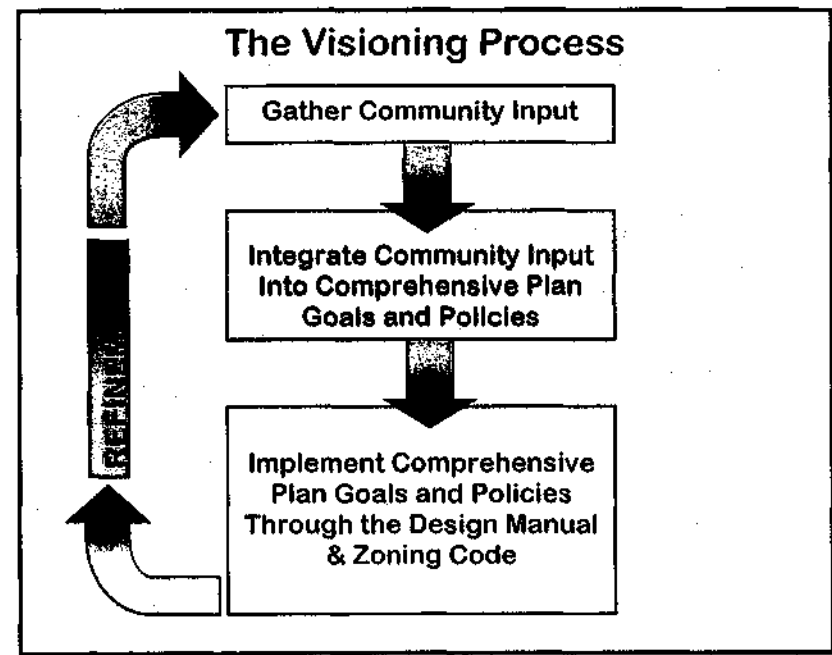 The Visioning Process
Gather Community Input
Integrate Community Input
Into Comprehensive Plan
Goals and Policies
Implement Comprehensive
Plan Goals and Policies
Through the Design Manual
& Zoning Code